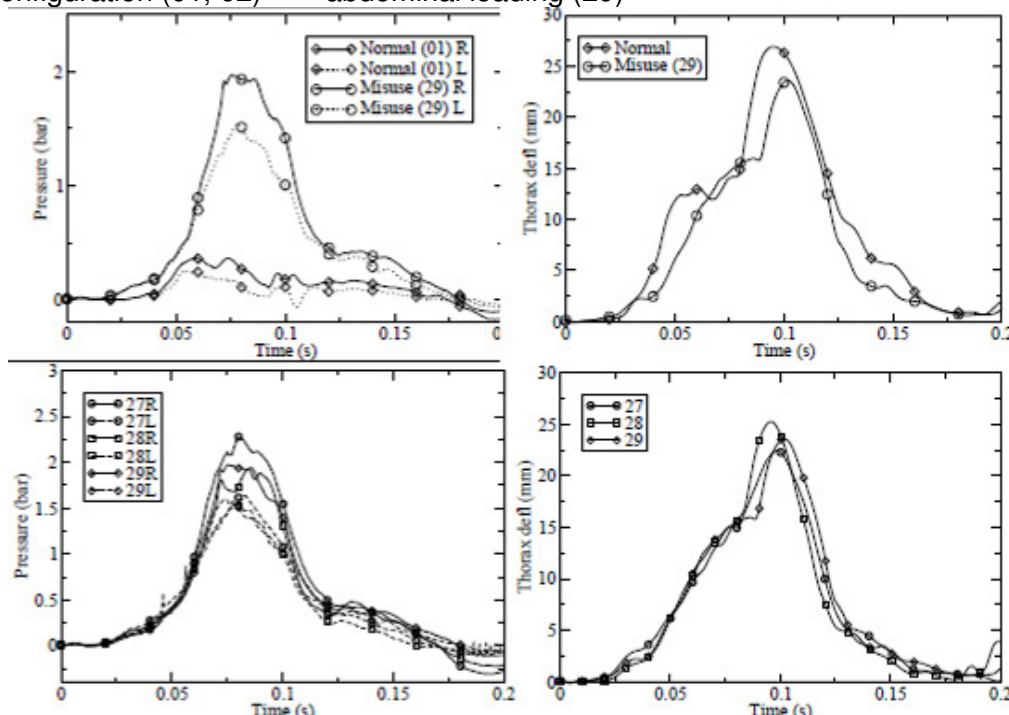 onfiguration (01, 02) abdominal loading (29)
Normal (01) R
Normal (01) L
Misuse (29) R
Misuse (29) L
Pressure (bar)
2
1
0
0 0.05 0.1 0.15 0.2
Time (s)
Normal
Misuse (29)
Thorax defl (mm)
30
25
20
15
10
5
0
0 0.05 0.1 0.15 0.2
Time (s)
27R
27L
28R
28L
29R
29L
Pressure (bar)
3
2.5
2
1.5
1
0.5
0
0 0.05 0.1 0.15 0.2
Time (s)
27
28
29
Thorax defl (mm)
30
25
20
15
10
5
0
0 0.05 0.1 0.15 0.2
Time (s)